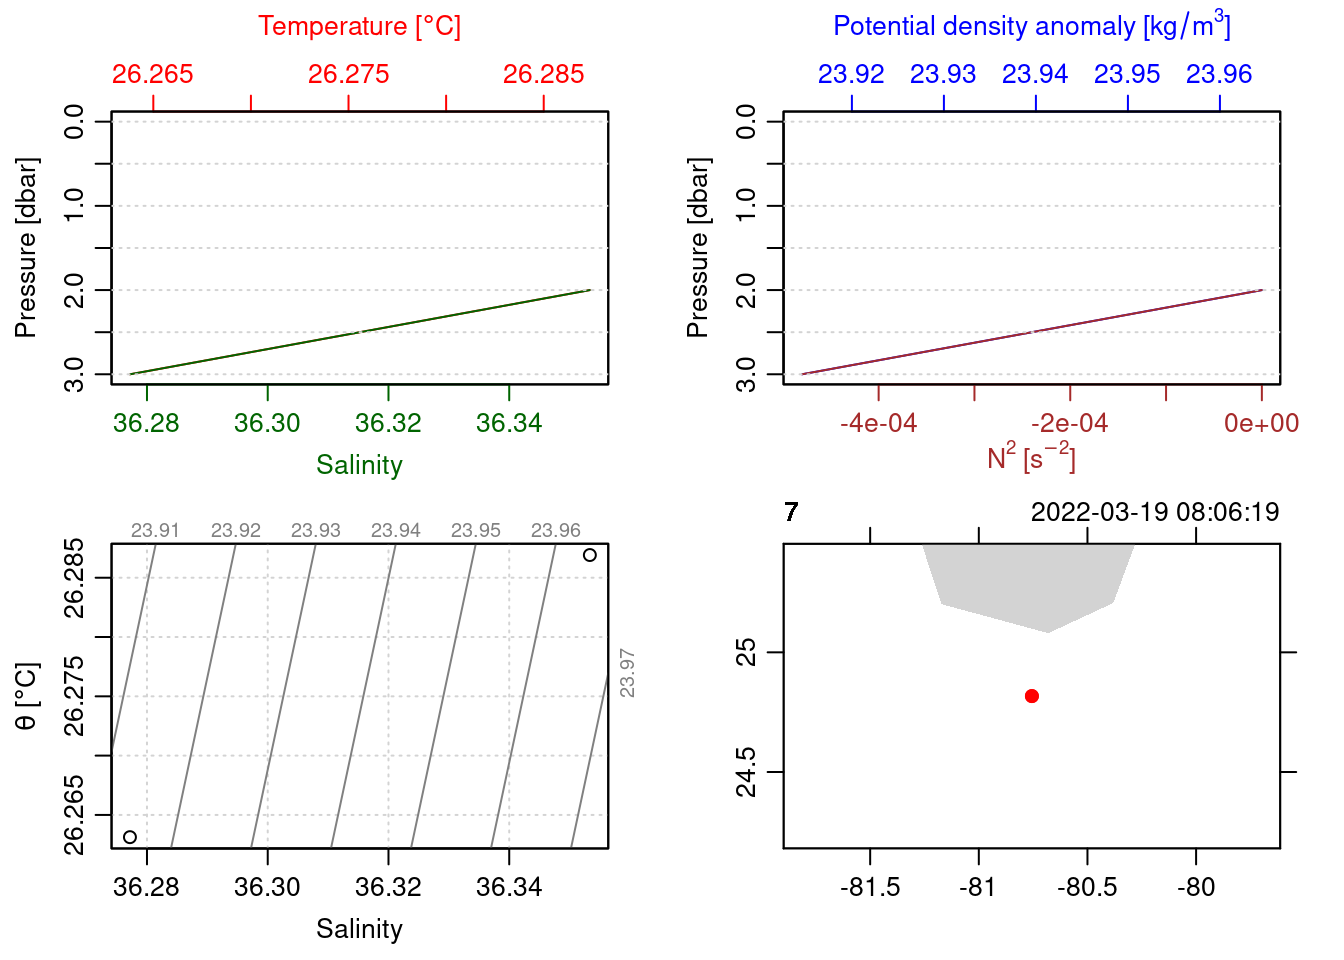 Temperature [°C]
26.265 26.275 26.285
Pressure [dbar]
0.0 1.0 2.0 3.0
36.28 36.30 36.32 36.34
Salinity
Potential density anomaly [kg/m³]
23.92 23.93 23.94 23.95 23.96
Pressure [dbar]
0.0 1.0 2.0 3.0
-4e-04 -2e-04 0e+00
N² [s⁻²]
23.91 23.92 23.93 23.94 23.95 23.96
23.97
θ [°C]
26.285 26.275 26.265
36.28 36.30 36.32 36.34
Salinity
7 2022-03-19 08:06:19
25 24.5
-81.5 -81 -80.5 -80